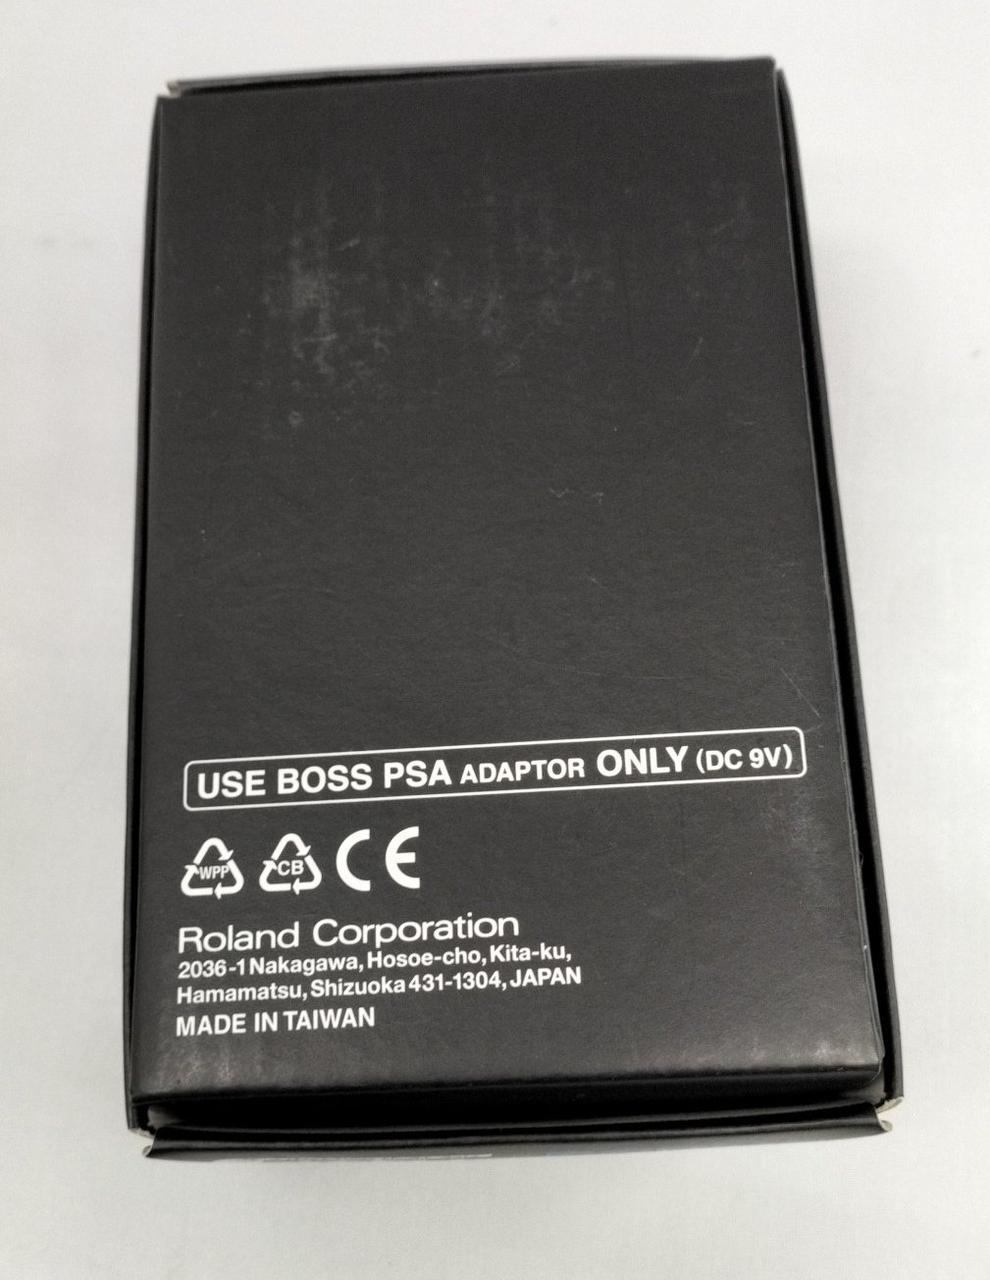 USE BOSS PSA ADAPTOR ONLY (DC 9V)
WPP CB CE
Roland Corporation
2036-1 Nakagawa, Hosoe-cho, Kita-ku,
Hamamatsu, Shizuoka 431-1304, JAPAN
MADE IN TAIWAN